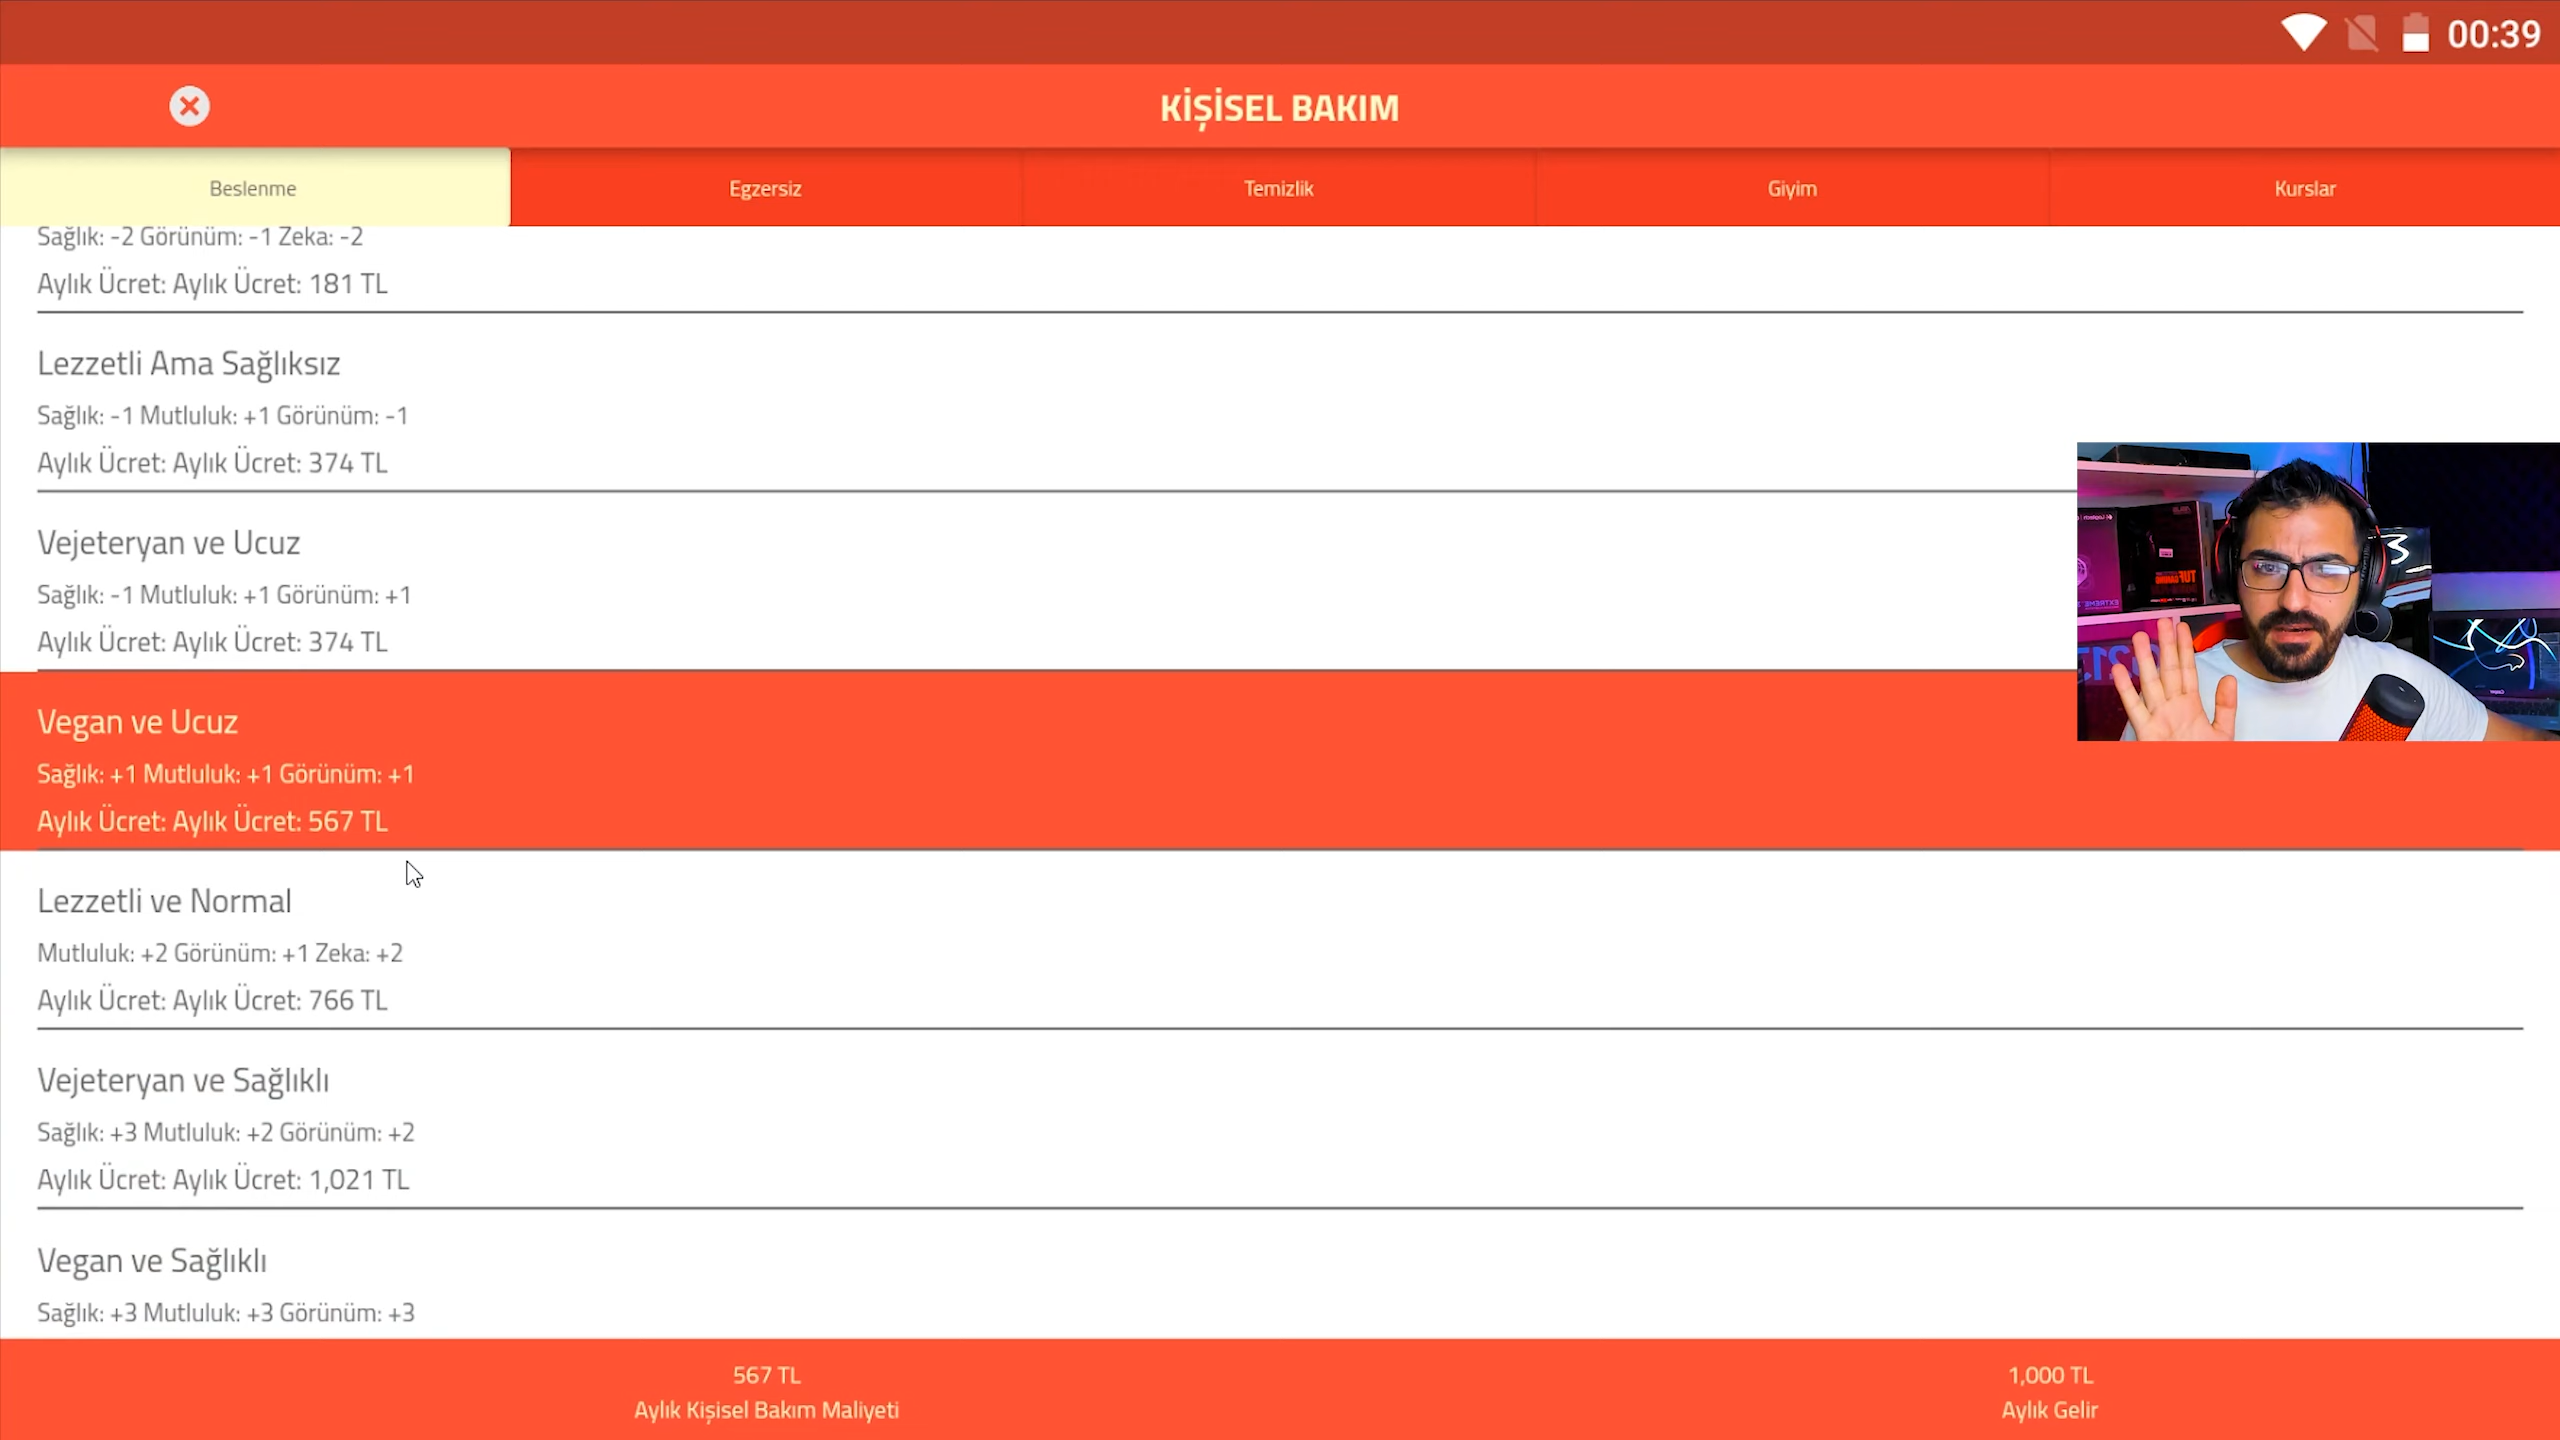 00:39
KİŞİSEL BAKIM
Beslenme
Egzersiz
Temizlik
Giyim
Kurslar
Sağlık: -2 Görünüm: -1 Zeka: -2
Aylık Ücret: Aylık Ücret: 181 TL
Lezzetli Ama Sağlıksız
Sağlık: -1 Mutluluk: +1 Görünüm: -1
Aylık Ücret: Aylık Ücret: 374 TL
Vejeteryan ve Ucuz
Sağlık: -1 Mutluluk: +1 Görünüm: +1
Aylık Ücret: Aylık Ücret: 374 TL
TUF GAMING
Vegan ve Ucuz
Sağlık: +1 Mutluluk: +1 Görünüm: +1
Aylık Ücret: Aylık Ücret: 567 TL
Lezzetli ve Normal
Mutluluk: +2 Görünüm: +1 Zeka: +2
Aylık Ücret: Aylık Ücret: 766 TL
Vejeteryan ve Sağlıklı
Sağlık: +3 Mutluluk: +2 Görünüm: +2
Aylık Ücret: Aylık Ücret: 1,021 TL
Vegan ve Sağlıklı
Sağlık: +3 Mutluluk: +3 Görünüm: +3
567 TL
Aylık Kişisel Bakım Maliyeti
1,000 TL
Aylık Gelir